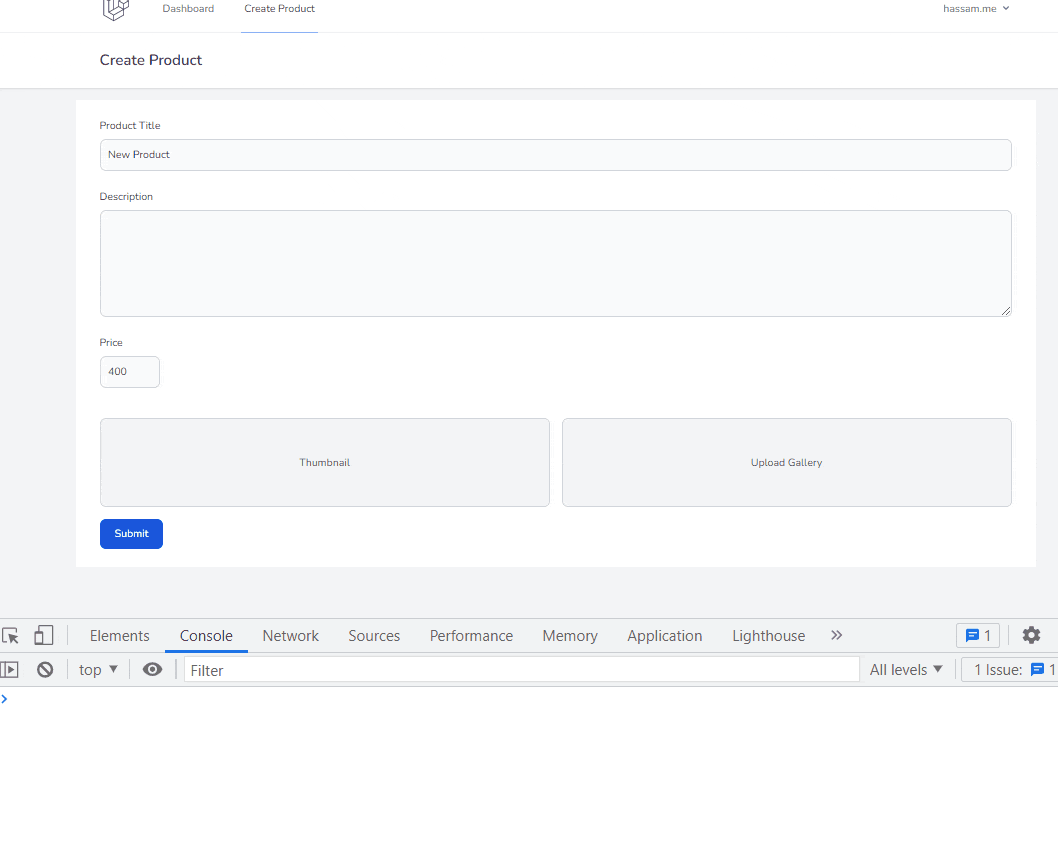 Dashboard Create Product hassam.me
Create Product
Product Title
New Product
Description
Price
400
Thumbnail Upload Gallery
Submit
Elements Console Network Sources Performance Memory Application Lighthouse » 1
top ▼ Filter All levels ▼ 1 Issue: 1
>